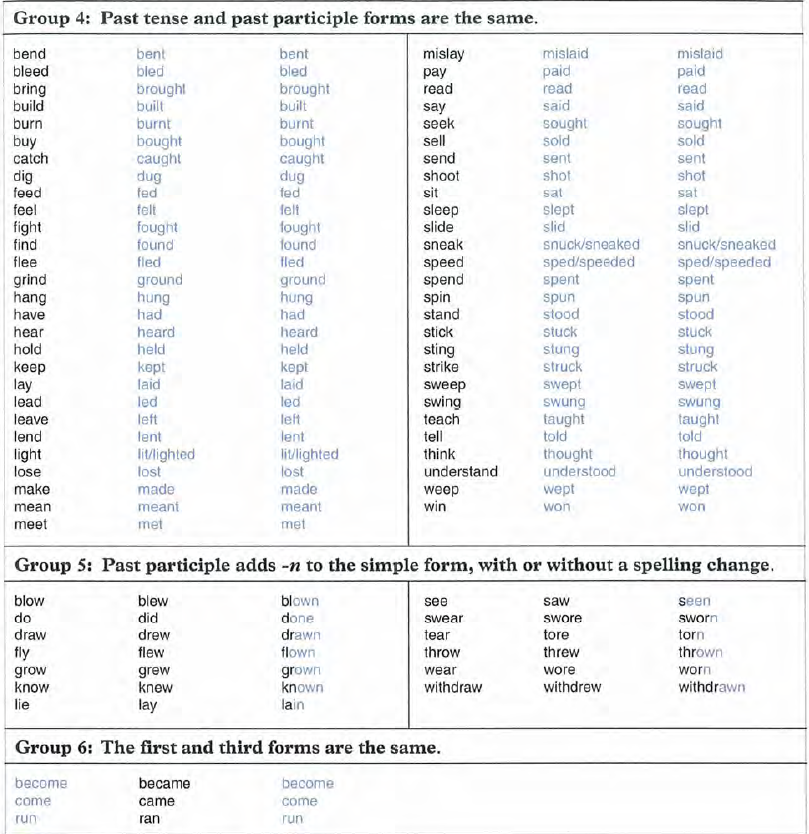 Group 4: Past tense and past participle forms are the same.
bend bent bent
bleed bled bled
bring brought brought
build built built
burn burnt burnt
buy bought bought
catch caught caught
dig dug dug
feed fed fed
feel felt felt
fight fought fought
find found found
flee fled fled
grind ground ground
hang hung hung
have had had
hear heard heard
hold held held
keep kept kept
lay laid laid
lead led led
leave left left
lend lent lent
light lit/lighted lit/lighted
lose lost lost
make made made
mean meant meant
meet met met
mislay mislaid mislaid
pay paid paid
read read read
say said said
seek sought sought
sell sold sold
send sent sent
shoot shot shot
sit sat sat
sleep slept slept
slide slid slid
sneak snuck/sneaked snuck/sneaked
speed sped/speeded sped/speeded
spend spent spent
spin spun spun
stand stood stood
stick stuck stuck
sting stung stung
strike struck struck
sweep swept swept
swing swung swung
teach taught taught
tell told told
think thought thought
understand understood understood
weep wept wept
win won won
Group 5: Past participle adds -n to the simple form, with or without a spelling change.
blow blew blown
do did done
draw drew drawn
fly flew flown
grow grew grown
know knew known
lie lay lain
see saw seen
swear swore sworn
tear tore torn
throw threw thrown
wear wore worn
withdraw withdrew withdrawn
Group 6: The first and third forms are the same.
become became become
come came come
run ran run